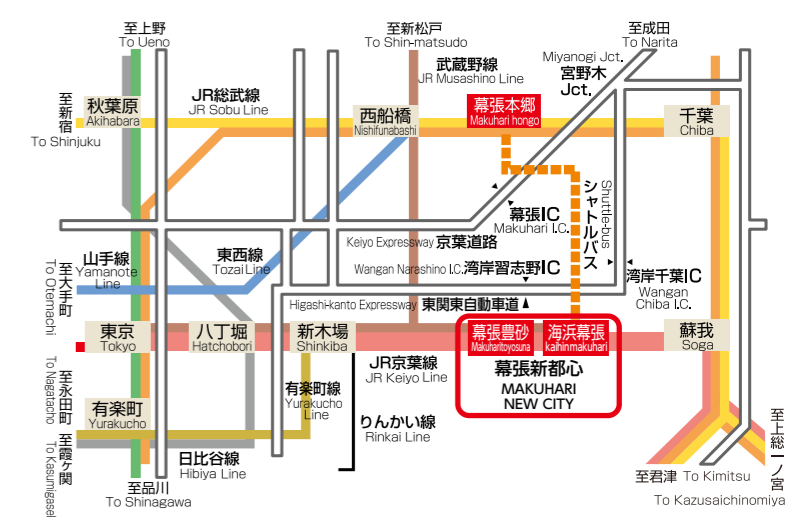 至上野
To Ueno
至新松戸
To Shin-matsudo
至成田
To Narita
Miyanogi Jct.
宮野木
Jct.
武蔵野線
JR Musashino Line
至新宿
To Shinjuku
秋葉原
Akihabara
JR総武線
JR Sobu Line
西船橋
Nishifunabashi
幕張本郷
Makuhari hongo
千葉
Chiba
シャトルバス
Shuttle-bus
幕張IC
Makuhari I.C.
Keiyo Expressway 京葉道路
山手線
Yamanote
Line
東西線
Tozai Line
至大手町
To Otemachi
Wangan Narashino I.C. 湾岸習志野IC
湾岸千葉IC
Wangan
Chiba I.C.
Higashi-kanto Expressway 東関東自動車道
東京
Tokyo
八丁堀
Hatchobori
新木場
Shinkiba
幕張豊砂
Makuharitoyosuna
海浜幕張
kaihinmakuhari
蘇我
Soga
幕張新都心
MAKUHARI
NEW CITY
JR京葉線
JR Keiyo Line
有楽町線
Yurakucho
Line
りんかい線
Rinkai Line
至永田町
To Nagatacho
有楽町
Yurakucho
至霞ヶ関
To Kasumigasek
日比谷線
Hibiya Line
至品川
To Shinagawa
至君津 To Kimitsu
至上総一ノ宮
To Kazusaichinomiya